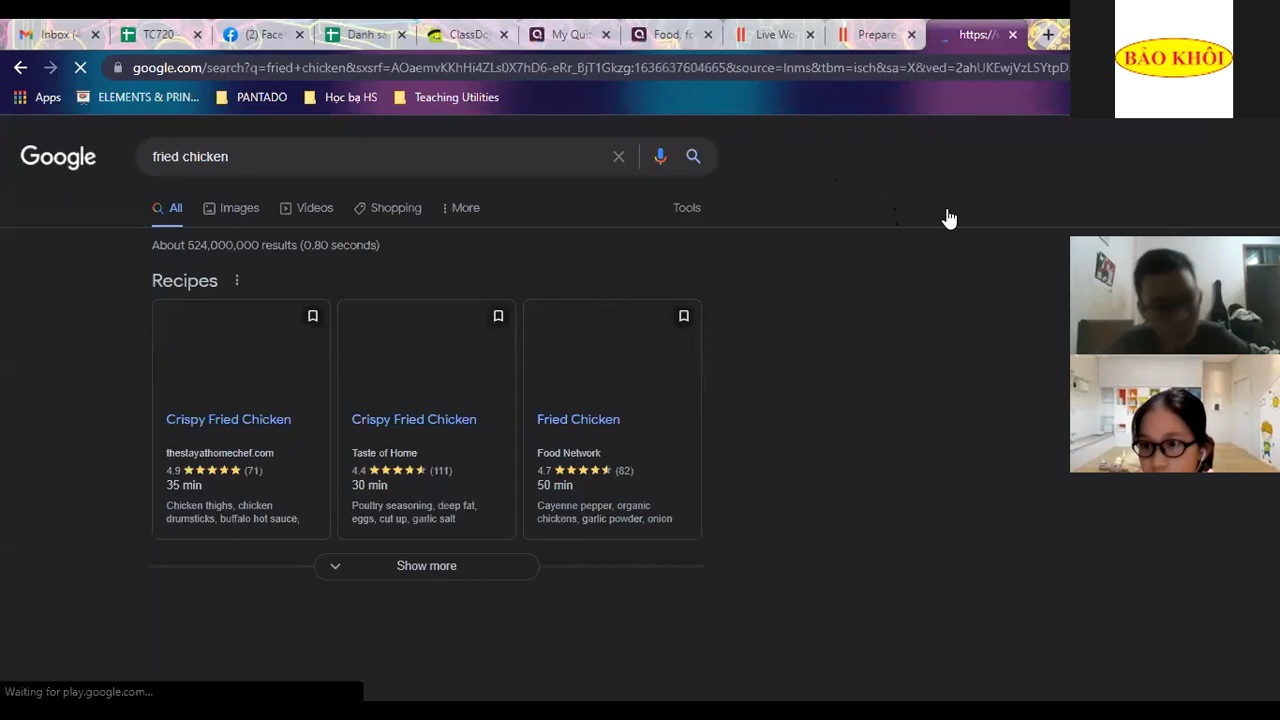 Inbox (
TC720
(2) Face
Danh sá
ClassDo
My Qui
Food, fo
Live Wo
Prepare
https://
BẢO KHÔI
google.com/search?q=fried+chicken&sxsrf=AOaemvKKhHi4ZLs0X7hD6-eRr_BjT1Gkzg:1636637604665&source=lnms&tbm=isch&sa=X&ved=2ahUKEwjVzLSYtpD
Apps
ELEMENTS & PRIN...
PANTADO
Học bạ HS
Teaching Utilities
Google
fried chicken
All
Images
Videos
Shopping
More
Tools
About 524,000,000 results (0.80 seconds)
Recipes
Crispy Fried Chicken
thestayathomechef.com
4.9 (71)
35 min
Chicken thighs, chicken
drumsticks, buffalo hot sauce,
Crispy Fried Chicken
Taste of Home
4.4 (111)
30 min
Poultry seasoning, deep fat,
eggs, cut up, garlic salt
Fried Chicken
Food Network
4.7 (82)
50 min
Cayenne pepper, organic
chickens, garlic powder, onion
Show more
Waiting for play.google.com...